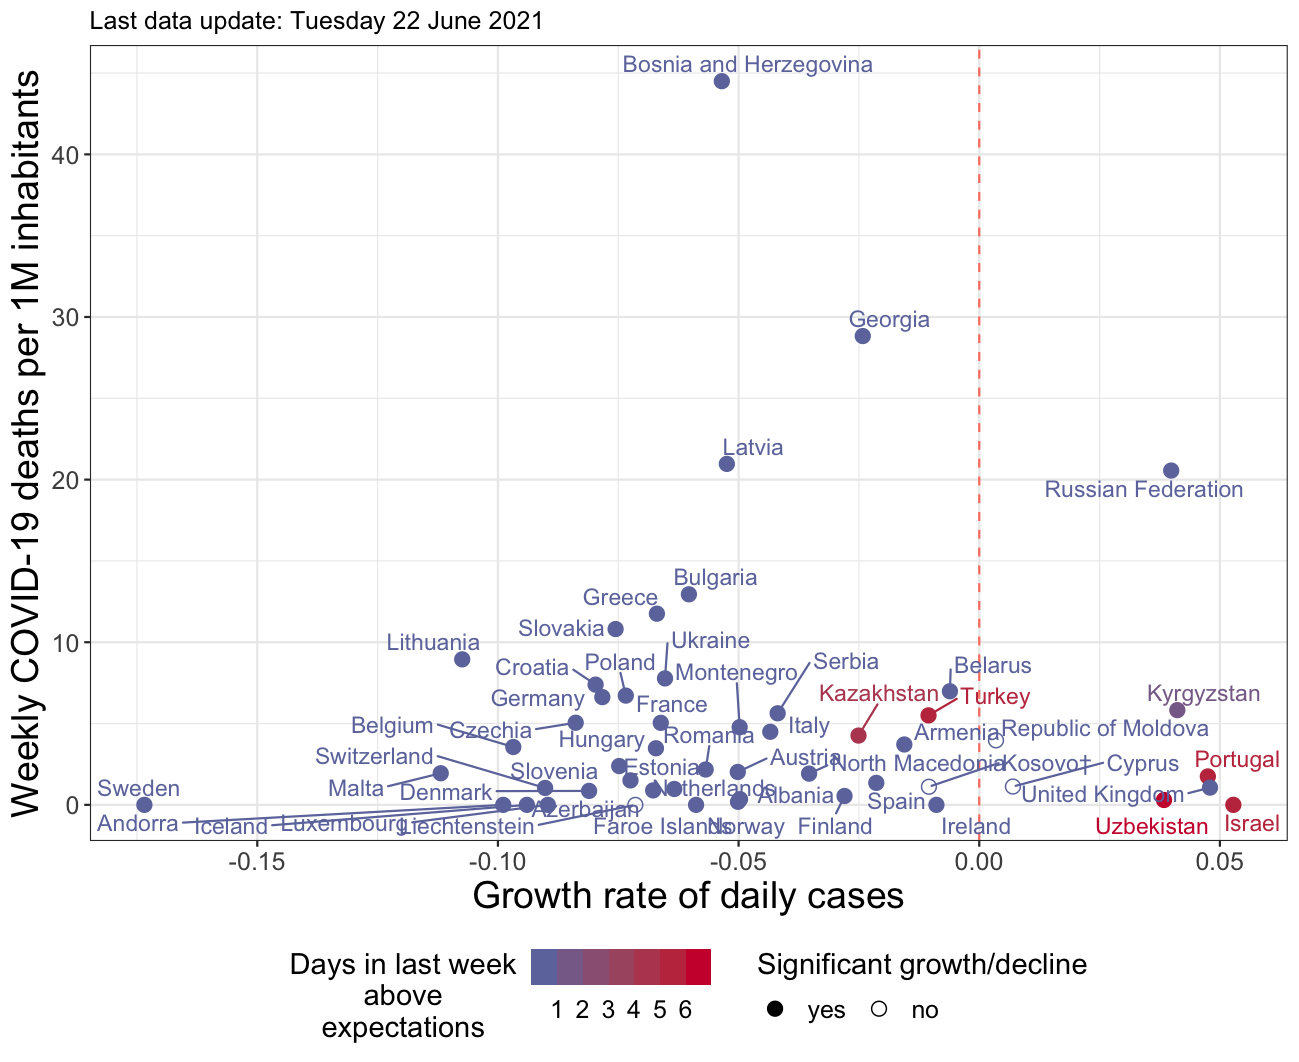 Last data update: Tuesday 22 June 2021
Weekly COVID-19 deaths per 1M inhabitants
40
30
20
10
0
Bosnia and Herzegovina
Georgia
Latvia
Russian Federation
Bulgaria
Greece
Slovakia
Ukraine
Lithuania
Croatia
Poland
Montenegro
Serbia
Belarus
Germany
France
Kazakhstan
Turkey
Kyrgyzstan
Belgium
Czechia
Hungary
Romania
Italy
Armenia
Republic of Moldova
Switzerland
Slovenia
Estonia
Austria
North Macedonia
Kosovo†
Cyprus
Portugal
Sweden
Malta
Denmark
Netherlands
Albania
Spain
United Kingdom
Azerbaijan
Andorra
Iceland
Luxembourg
Liechtenstein
Faroe Islands
Norway
Finland
Ireland
Uzbekistan
Israel
-0.15
-0.10
-0.05
0.00
0.05
Growth rate of daily cases
Days in last week
above
expectations
1 2 3 4 5 6
Significant growth/decline
yes
no